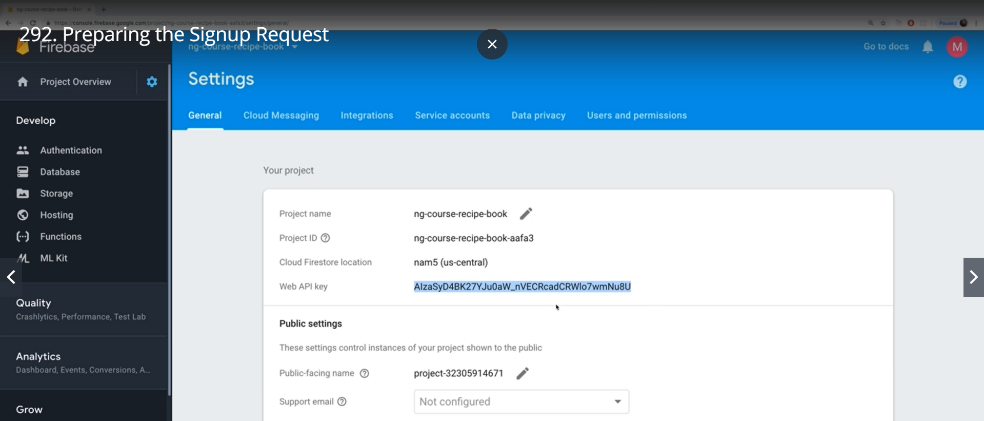 292. Preparing the Signup Request
Firebase
ng-course-recipe-book
Go to docs
M
Project Overview
Settings
General
Cloud Messaging
Integrations
Service accounts
Data privacy
Users and permissions
Develop
Authentication
Database
Storage
Hosting
Functions
ML Kit
Quality
Crashlytics, Performance, Test Lab
Analytics
Dashboard, Events, Conversions, A...
Grow
Your project
Project name
ng-course-recipe-book
Project ID
ng-course-recipe-book-aafa3
Cloud Firestore location
nam5 (us-central)
Web API key
AIzaSyD4BK27YJu0aW_nVECRcadCRWlo7wmNu8U
Public settings
These settings control instances of your project shown to the public
Public-facing name
project-32305914671
Support email
Not configured